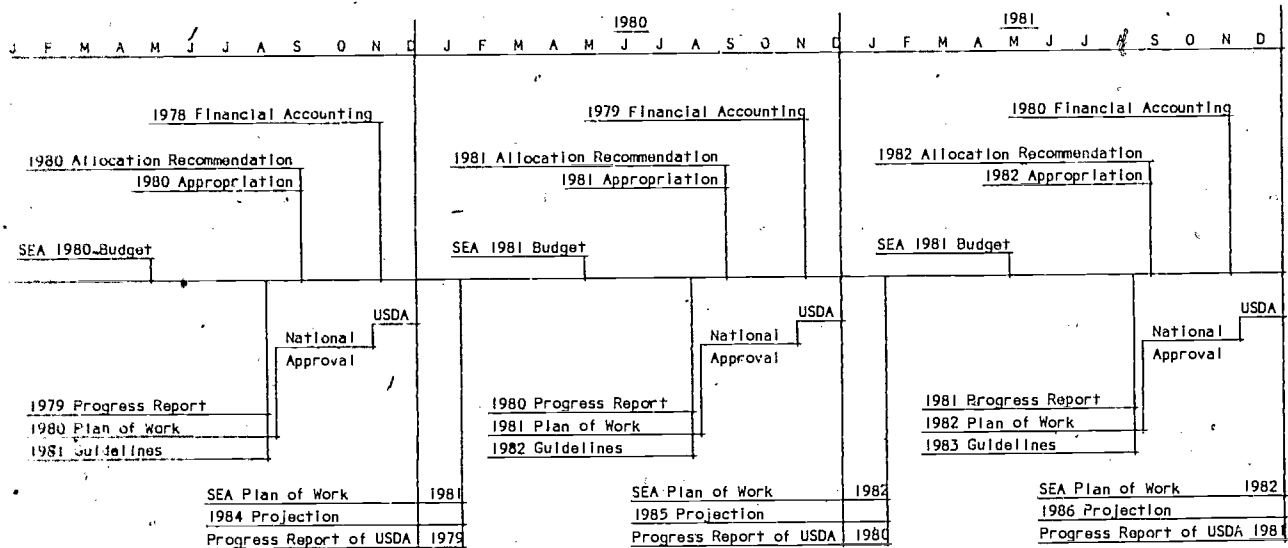 1980 1981
J F M A M J J A S O N D J F M A M J J A S O N D J F M A M J J A S O N D
1978 Financial Accounting 1979 Financial Accounting 1980 Financial Accounting
1980 Allocation Recommendation 1981 Allocation Recommendation 1982 Allocation Recommendation
1980 Appropriation 1981 Appropriation 1982 Appropriation
SEA 1980 Budget SEA 1981 Budget SEA 1981 Budget
USDA USDA USDA
National National National
Approval Approval Approval
1979 Progress Report 1980 Progress Report 1981 Progress Report
1980 Plan of Work 1981 Plan of Work 1982 Plan of Work
1981 Guidelines 1982 Guidelines 1983 Guidelines
SEA Plan of Work 1981 SEA Plan of Work 1982 SEA Plan of Work 1982
1984 Projection 1985 Projection 1986 Projection
Progress Report of USDA 1979 Progress Report of USDA 1980 Progress Report of USDA 1981